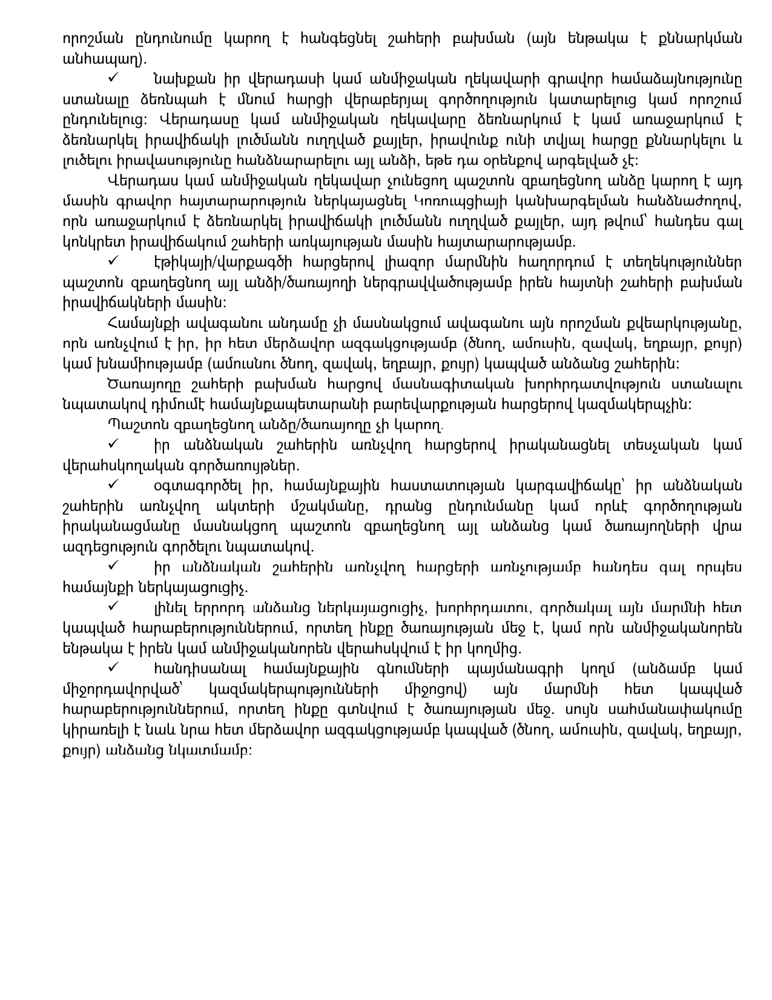 որոշման ընդունումը կարող է հանգեցնել շահերի բախման (այն ենթակա է քննարկման
անհապաղ).
✓ նախքան իր վերադասի կամ անմիջական ղեկավարի գրավոր համաձայնությունը
ստանալը ձեռնպահ է մնում հարցի վերաբերյալ գործողություն կատարելուց կամ որոշում
ընդունելուց: Վերադասը կամ անմիջական ղեկավարը ձեռնարկում է կամ առաջարկում է
ձեռնարկել իրավիճակի լուծմանն ուղղված քայլեր, իրավունք ունի տվյալ հարցը քննարկելու և
լուծելու իրավասությունը հանձնարարելու այլ անձի, եթե դա օրենքով արգելված չէ:
Վերադաս կամ անմիջական ղեկավար չունեցող պաշտոն զբաղեցնող անձը կարող է այդ
մասին գրավոր հայտարարություն ներկայացնել Կոռուպցիայի կանխարգելման հանձնաժողով,
որն առաջարկում է ձեռնարկել իրավիճակի լուծմանն ուղղված քայլեր, այդ թվում՝ հանդես գալ
կոնկրետ իրավիճակում շահերի առկայության մասին հայտարարությամբ.
✓ էթիկայի/վարքագծի հարցերով լիազոր մարմնին հաղորդում է տեղեկություններ
պաշտոն զբաղեցնող այլ անձի/ծառայողի ներգրավվածությամբ իրեն հայտնի շահերի բախման
իրավիճակների մասին:
Համայնքի ավագանու անդամը չի մասնակցում ավագանու այն որոշման քվեարկությանը,
որն առնչվում է իր, իր հետ մերձավոր ազգակցությամբ (ծնող, ամուսին, զավակ, եղբայր, քույր)
կամ խնամիությամբ (ամուսնու ծնող, զավակ, եղբայր, քույր) կապված անձանց շահերին:
Ծառայողը շահերի բախման հարցով մասնագիտական խորհրդատվություն ստանալու
նպատակով դիմումէ համայնքապետարանի բարեվարքության հարցերով կազմակերպչին:
Պաշտոն զբաղեցնող անձը/ծառայողը չի կարող.
✓ իր անձնական շահերին առնչվող հարցերով իրականացնել տեսչական կամ
վերահսկողական գործառույթներ.
✓ օգտագործել իր, համայնքային հաստատության կարգավիճակը՝ իր անձնական
շահերին առնչվող ակտերի մշակմանը, դրանց ընդունմանը կամ որևէ գործողության
իրականացմանը մասնակցող պաշտոն զբաղեցնող այլ անձանց կամ ծառայողների վրա
ազդեցություն գործելու նպատակով.
✓ իր անձնական շահերին առնչվող հարցերի առնչությամբ հանդես գալ որպես
համայնքի ներկայացուցիչ.
✓ լինել երրորդ անձանց ներկայացուցիչ, խորհրդատու, գործակալ այն մարմնի հետ
կապված հարաբերություններում, որտեղ ինքը ծառայության մեջ է, կամ որն անմիջականորեն
ենթակա է իրեն կամ անմիջականորեն վերահսկվում է իր կողմից.
✓ հանդիսանալ համայնքային գնումների պայմանագրի կողմ (անձամբ կամ
միջորդավորված՝ կազմակերպությունների միջոցով) այն մարմնի հետ կապված
հարաբերություններում, որտեղ ինքը գտնվում է ծառայության մեջ. սույն սահմանափակումը
կիրառելի է նաև նրա հետ մերձավոր ազգակցությամբ կապված (ծնող, ամուսին, զավակ, եղբայր,
քույր) անձանց նկատմամբ: